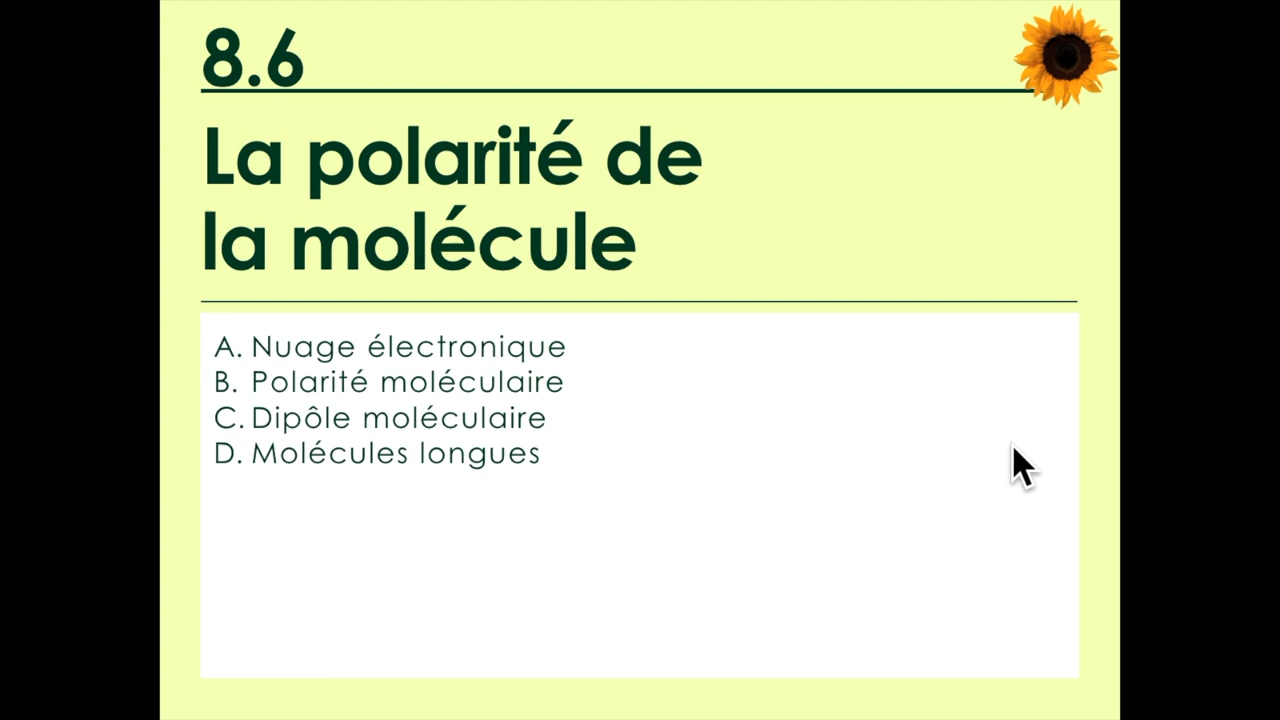 8.6
La polarité de
la molécule
A. Nuage électronique
B. Polarité moléculaire
C. Dipôle moléculaire
D. Molécules longues